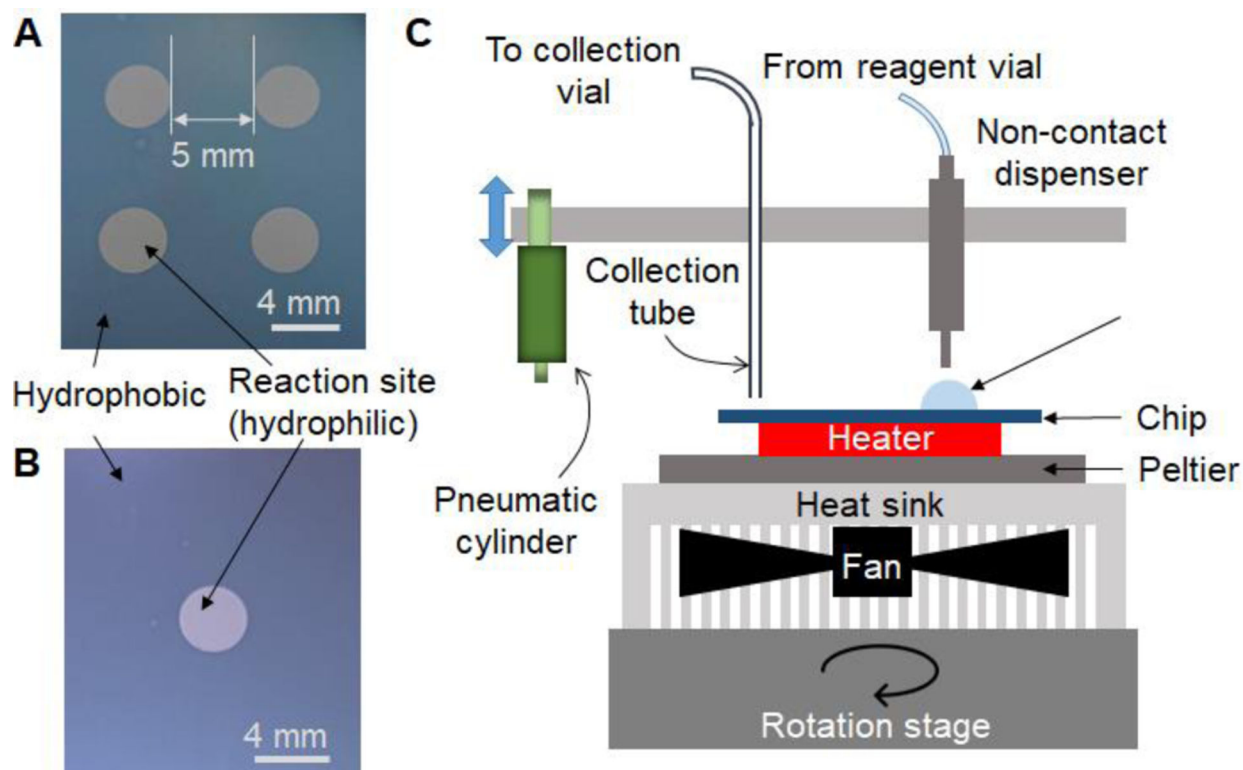 A
5 mm
4 mm
Hydrophobic
Reaction site
(hydrophilic)
B
4 mm
C
To collection
vial
From reagent vial
Non-contact
dispenser
Collection
tube
Pneumatic
cylinder
Chip
Heater
Peltier
Heat sink
Fan
Rotation stage